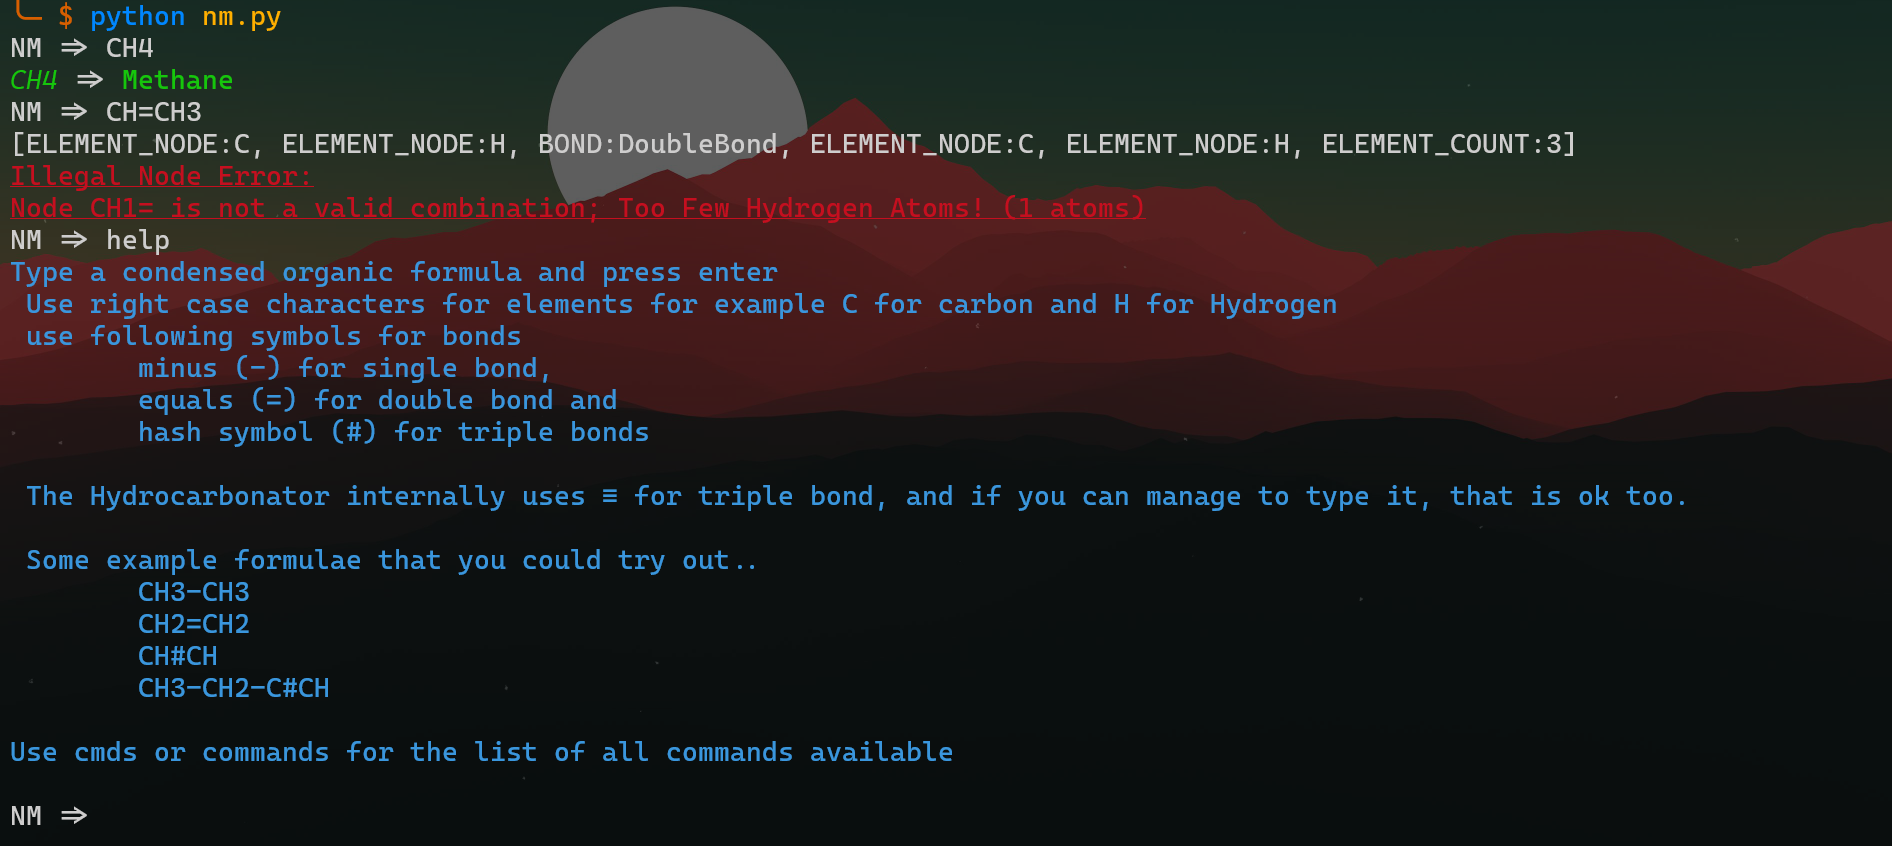 ╰─ $ python nm.py
NM => CH4
CH4 => Methane
NM => CH=CH3
[ELEMENT_NODE:C, ELEMENT_NODE:H, BOND:DoubleBond, ELEMENT_NODE:C, ELEMENT_NODE:H, ELEMENT_COUNT:3]
Illegal Node Error:
Node CH1= is not a valid combination; Too Few Hydrogen Atoms! (1 atoms)
NM => help
Type a condensed organic formula and press enter
Use right case characters for elements for example C for carbon and H for Hydrogen
use following symbols for bonds
minus (-) for single bond,
equals (=) for double bond and
hash symbol (#) for triple bonds
The Hydrocarbonator internally uses ≡ for triple bond, and if you can manage to type it, that is ok too.
Some example formulae that you could try out..
CH3-CH3
CH2=CH2
CH#CH
CH3-CH2-C#CH
Use cmds or commands for the list of all commands available
NM =>